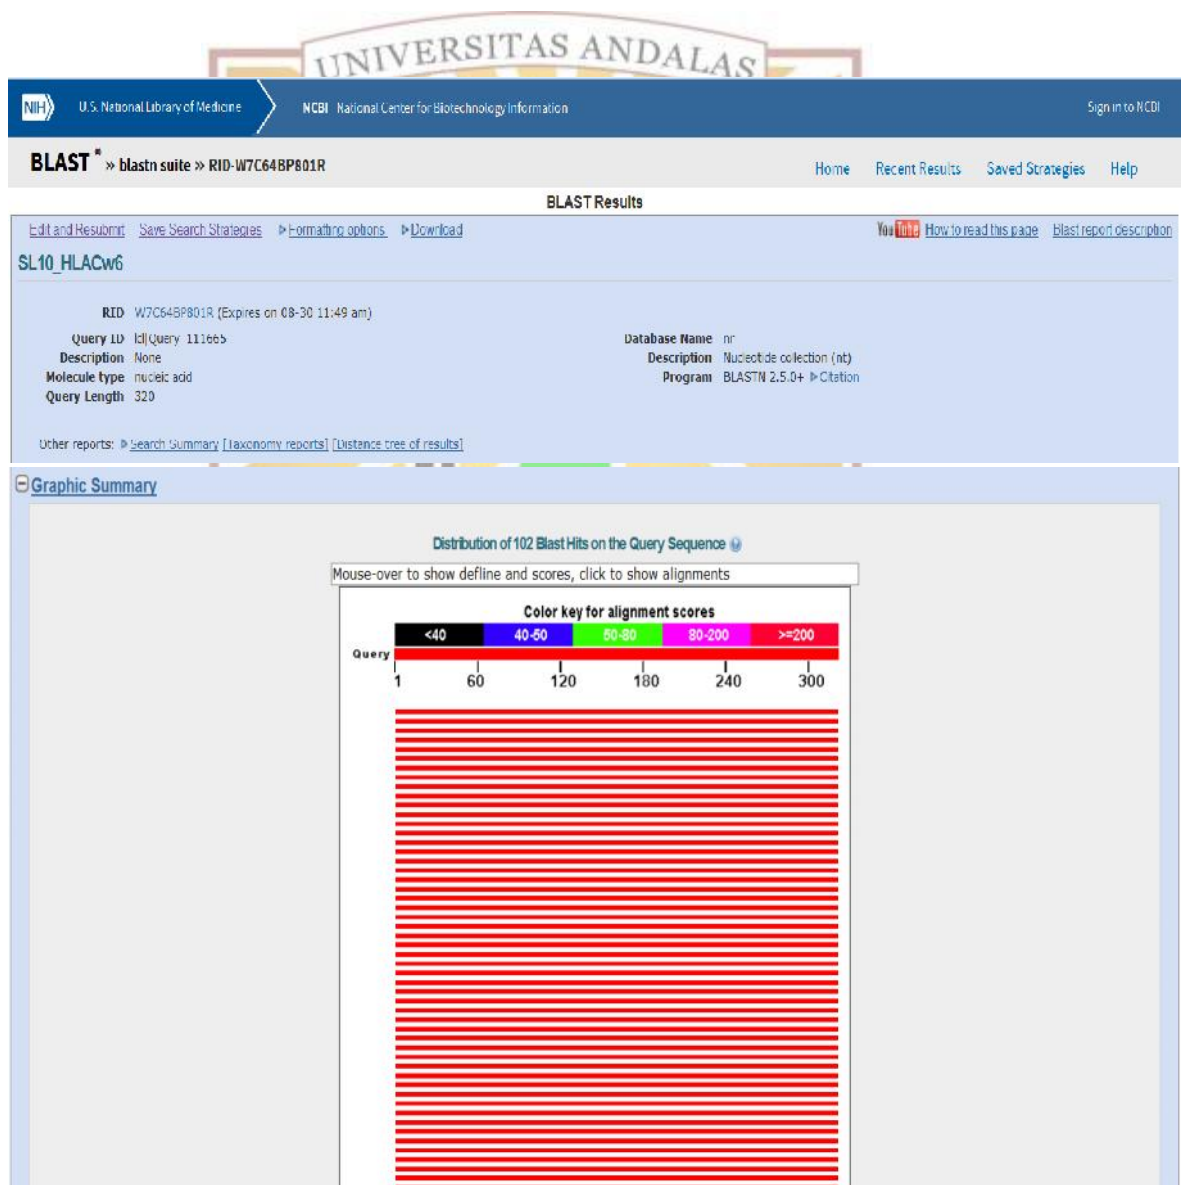 UNIVERSITAS ANDALAS
NIH U.S. National Library of Medicine NCBI National Center for Biotechnology Information Sign in to NCBI
BLAST ® » blastn suite » RID-W7C64BP801R Home Recent Results Saved Strategies Help
BLAST Results
Edit and Resubmit Save Search Strategies Formatting options Download YouTube How to read this page Blast report description
SL10_HLACw6
RID W7C64BP801R (Expires on 08-30 11:49 am)
Query ID lcl|Query_111665 Database Name nr
Description None Description Nucleotide collection (nt)
Molecule type nucleic acid Program BLASTN 2.5.0+ Citation
Query Length 320
Other reports: Search Summary [Taxonomy reports] [Distance tree of results]
Graphic Summary
Distribution of 102 Blast Hits on the Query Sequence
Mouse-over to show defline and scores, click to show alignments
Color key for alignment scores
<40 40-50 50-80 80-200 >=200
Query
1 60 120 180 240 300